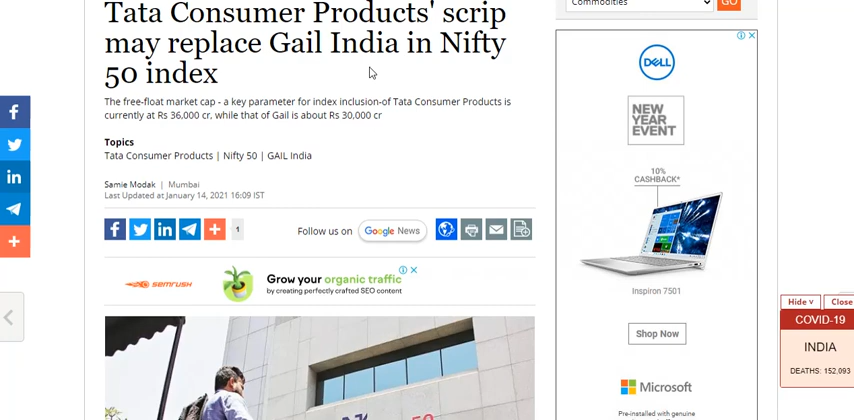 Tata Consumer Products' scrip
may replace Gail India in Nifty
50 index
The free-float market cap - a key parameter for index inclusion-of Tata Consumer Products is
currently at Rs 36,000 cr, while that of Gail is about Rs 30,000 cr
Topics
Tata Consumer Products | Nifty 50 | GAIL India
Samie Modak | Mumbai
Last Updated at January 14, 2021 16:09 IST
1
Follow us on Google News
semrush
Grow your organic traffic
by creating perfectly crafted SEO content
Commodities
GO
DELL
NEW
YEAR
EVENT
10%
CASHBACK*
Inspiron 7501
Shop Now
Microsoft
Pre-installed with genuine
Hide v
Close
COVID-19
INDIA
DEATHS: 152,093